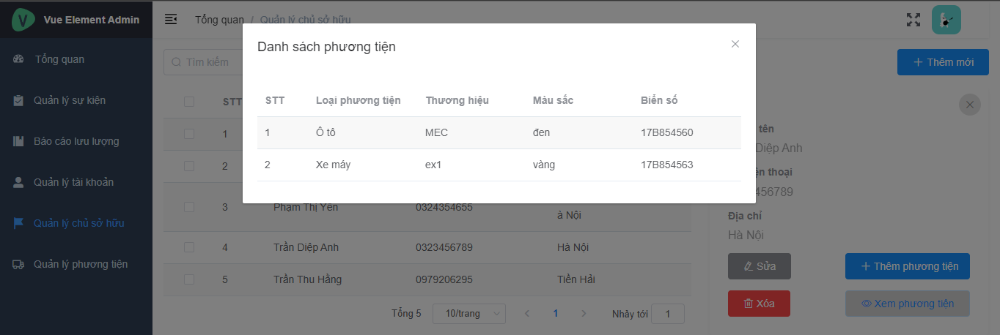 Vue Element Admin
Tổng quan / Quản lý chủ sở hữu
Tổng quan
Quản lý sự kiện
Báo cáo lưu lượng
Quản lý tài khoản
Quản lý chủ sở hữu
Quản lý phương tiện
Tìm kiếm
Thêm mới
Danh sách phương tiện
STT Loại phương tiện Thương hiệu Màu sắc Biển số
1 Ô tô MEC đen 17B854560
2 Xe máy ex1 vàng 17B854563
STT
1
2
3 Phạm Thị Yến 0324354655 à Nội
4 Trần Diệp Anh 0323456789 Hà Nội
5 Trần Thu Hằng 0979206295 Tiền Hải
Tổng 5 10/trang 1 Nhảy tới 1
tên
Diệp Anh
ện thoại
456789
Địa chỉ
Hà Nội
Sửa
Thêm phương tiện
Xóa
Xem phương tiện